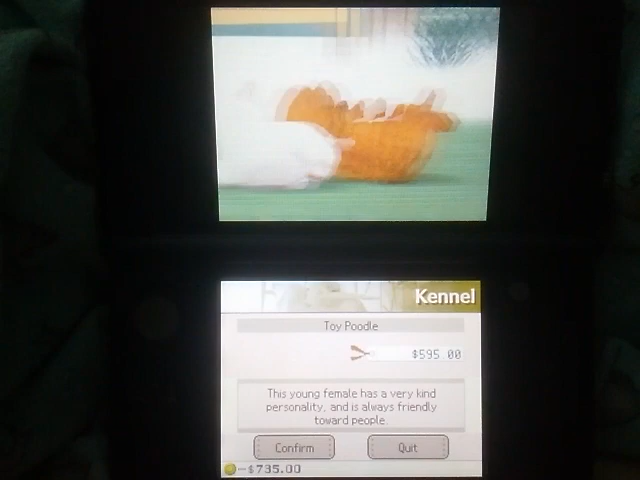 Kennel
Toy Poodle
$595.00
This young female has a very kind
personality, and is always friendly
toward people.
Confirm
Quit
-$735.00